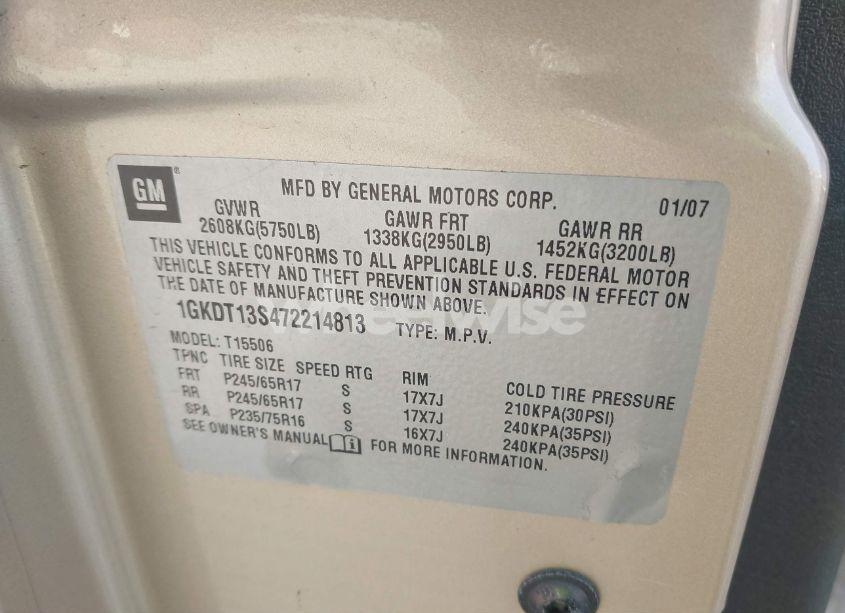 GM
MFD BY GENERAL MOTORS CORP. 01/07
GVWR GAWR FRT GAWR RR
2608KG(5750LB) 1338KG(2950LB) 1452KG(3200LB)
THIS VEHICLE CONFORMS TO ALL APPLICABLE U.S. FEDERAL MOTOR
VEHICLE SAFETY AND THEFT PREVENTION STANDARDS IN EFFECT ON
THE DATE OF MANUFACTURE SHOWN ABOVE.
1GKDT13S472214813 TYPE: M.P.V.
MODEL: T15506
TPNC TIRE SIZE SPEED RTG RIM COLD TIRE PRESSURE
FRT P245/65R17 S 17X7J 210KPA(30PSI)
RR P245/65R17 S 17X7J 240KPA(35PSI)
SPA P235/75R16 S 16X7J 240KPA(35PSI)
SEE OWNER'S MANUAL FOR MORE INFORMATION.